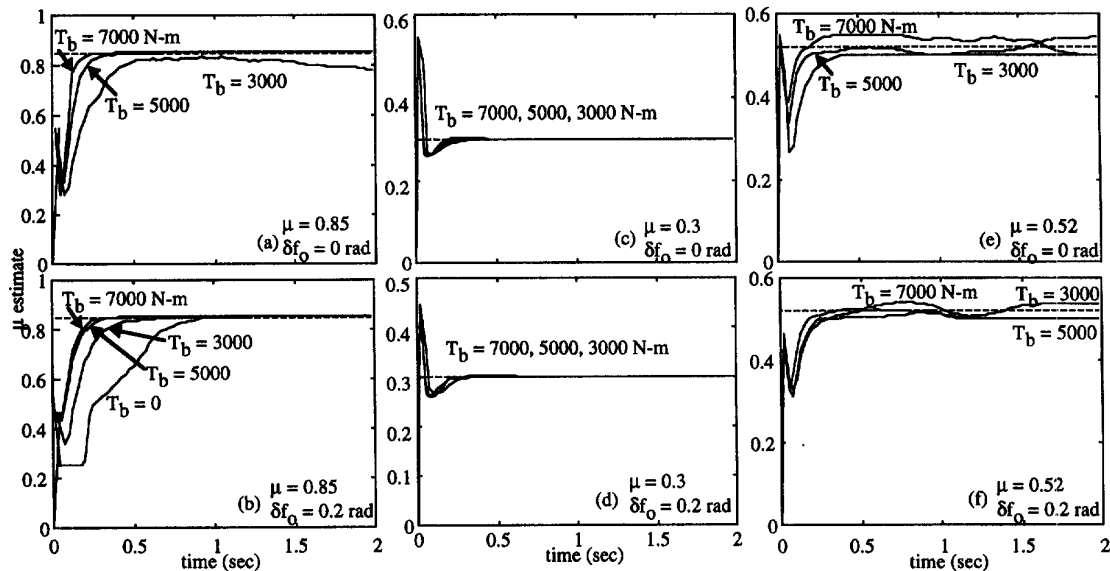 1
0.8
0.6
0.4
0.2
0
T_b = 7000 N-m
T_b = 3000
T_b = 5000
μ = 0.85
(a) δf_o = 0 rad
0.6
0.4
0.2
0
T_b = 7000, 5000, 3000 N-m
μ = 0.3
(c) δf_o = 0 rad
0.6
0.4
0.2
0
T_b = 7000 N-m
T_b = 3000
T_b = 5000
μ = 0.52
(e) δf_o = 0 rad
μ estimate
1
0.8
0.6
0.4
0.2
0
T_b = 7000 N-m
T_b = 3000
T_b = 5000
T_b = 0
μ = 0.85
(b) δf_o = 0.2 rad
0 0.5 1 1.5 2
time (sec)
0.5
0.4
0.3
0.2
0.1
0
T_b = 7000, 5000, 3000 N-m
μ = 0.3
(d) δf_o = 0.2 rad
0 0.5 1 1.5 2
time (sec)
0.6
0.4
0.2
0
T_b = 7000 N-m
T_b = 3000
T_b = 5000
μ = 0.52
(f) δf_o = 0.2 rad
0 0.5 1 1.5 2
time (sec)